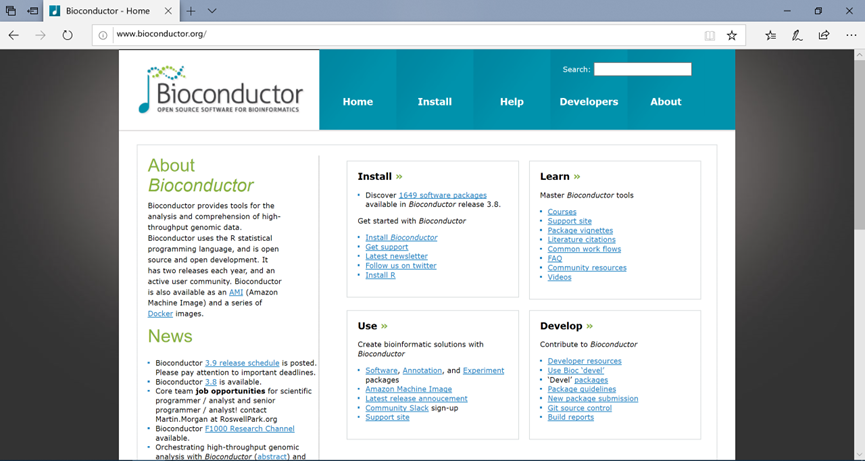 Bioconductor - Home
www.bioconductor.org/
Bioconductor
OPEN SOURCE SOFTWARE FOR BIOINFORMATICS
Search:
Home
Install
Help
Developers
About
About
Bioconductor
Bioconductor provides tools for the
analysis and comprehension of high-
throughput genomic data.
Bioconductor uses the R statistical
programming language, and is open
source and open development. It
has two releases each year, and an
active user community. Bioconductor
is also available as an AMI (Amazon
Machine Image) and a series of
Docker images.
News
• Bioconductor 3.9 release schedule is posted.
Please pay attention to important deadlines.
• Bioconductor 3.8 is available.
• Core team job opportunities for scientific
programmer / analyst and senior
programmer / analyst! contact
Martin.Morgan at RoswellPark.org
• Bioconductor F1000 Research Channel
available.
• Orchestrating high-throughput genomic
analysis with Bioconductor (abstract) and
Install »
• Discover 1649 software packages
available in Bioconductor release 3.8.
Get started with Bioconductor
• Install Bioconductor
• Get support
• Latest newsletter
• Follow us on twitter
• Install R
Learn »
Master Bioconductor tools
• Courses
• Support site
• Package vignettes
• Literature citations
• Common work flows
• FAQ
• Community resources
• Videos
Use »
Create bioinformatic solutions with
Bioconductor
• Software, Annotation, and Experiment
packages
• Amazon Machine Image
• Latest release annoucement
• Community Slack sign-up
• Support site
Develop »
Contribute to Bioconductor
• Developer resources
• Use Bioc 'devel'
• 'Devel' packages
• Package guidelines
• New package submission
• Git source control
• Build reports